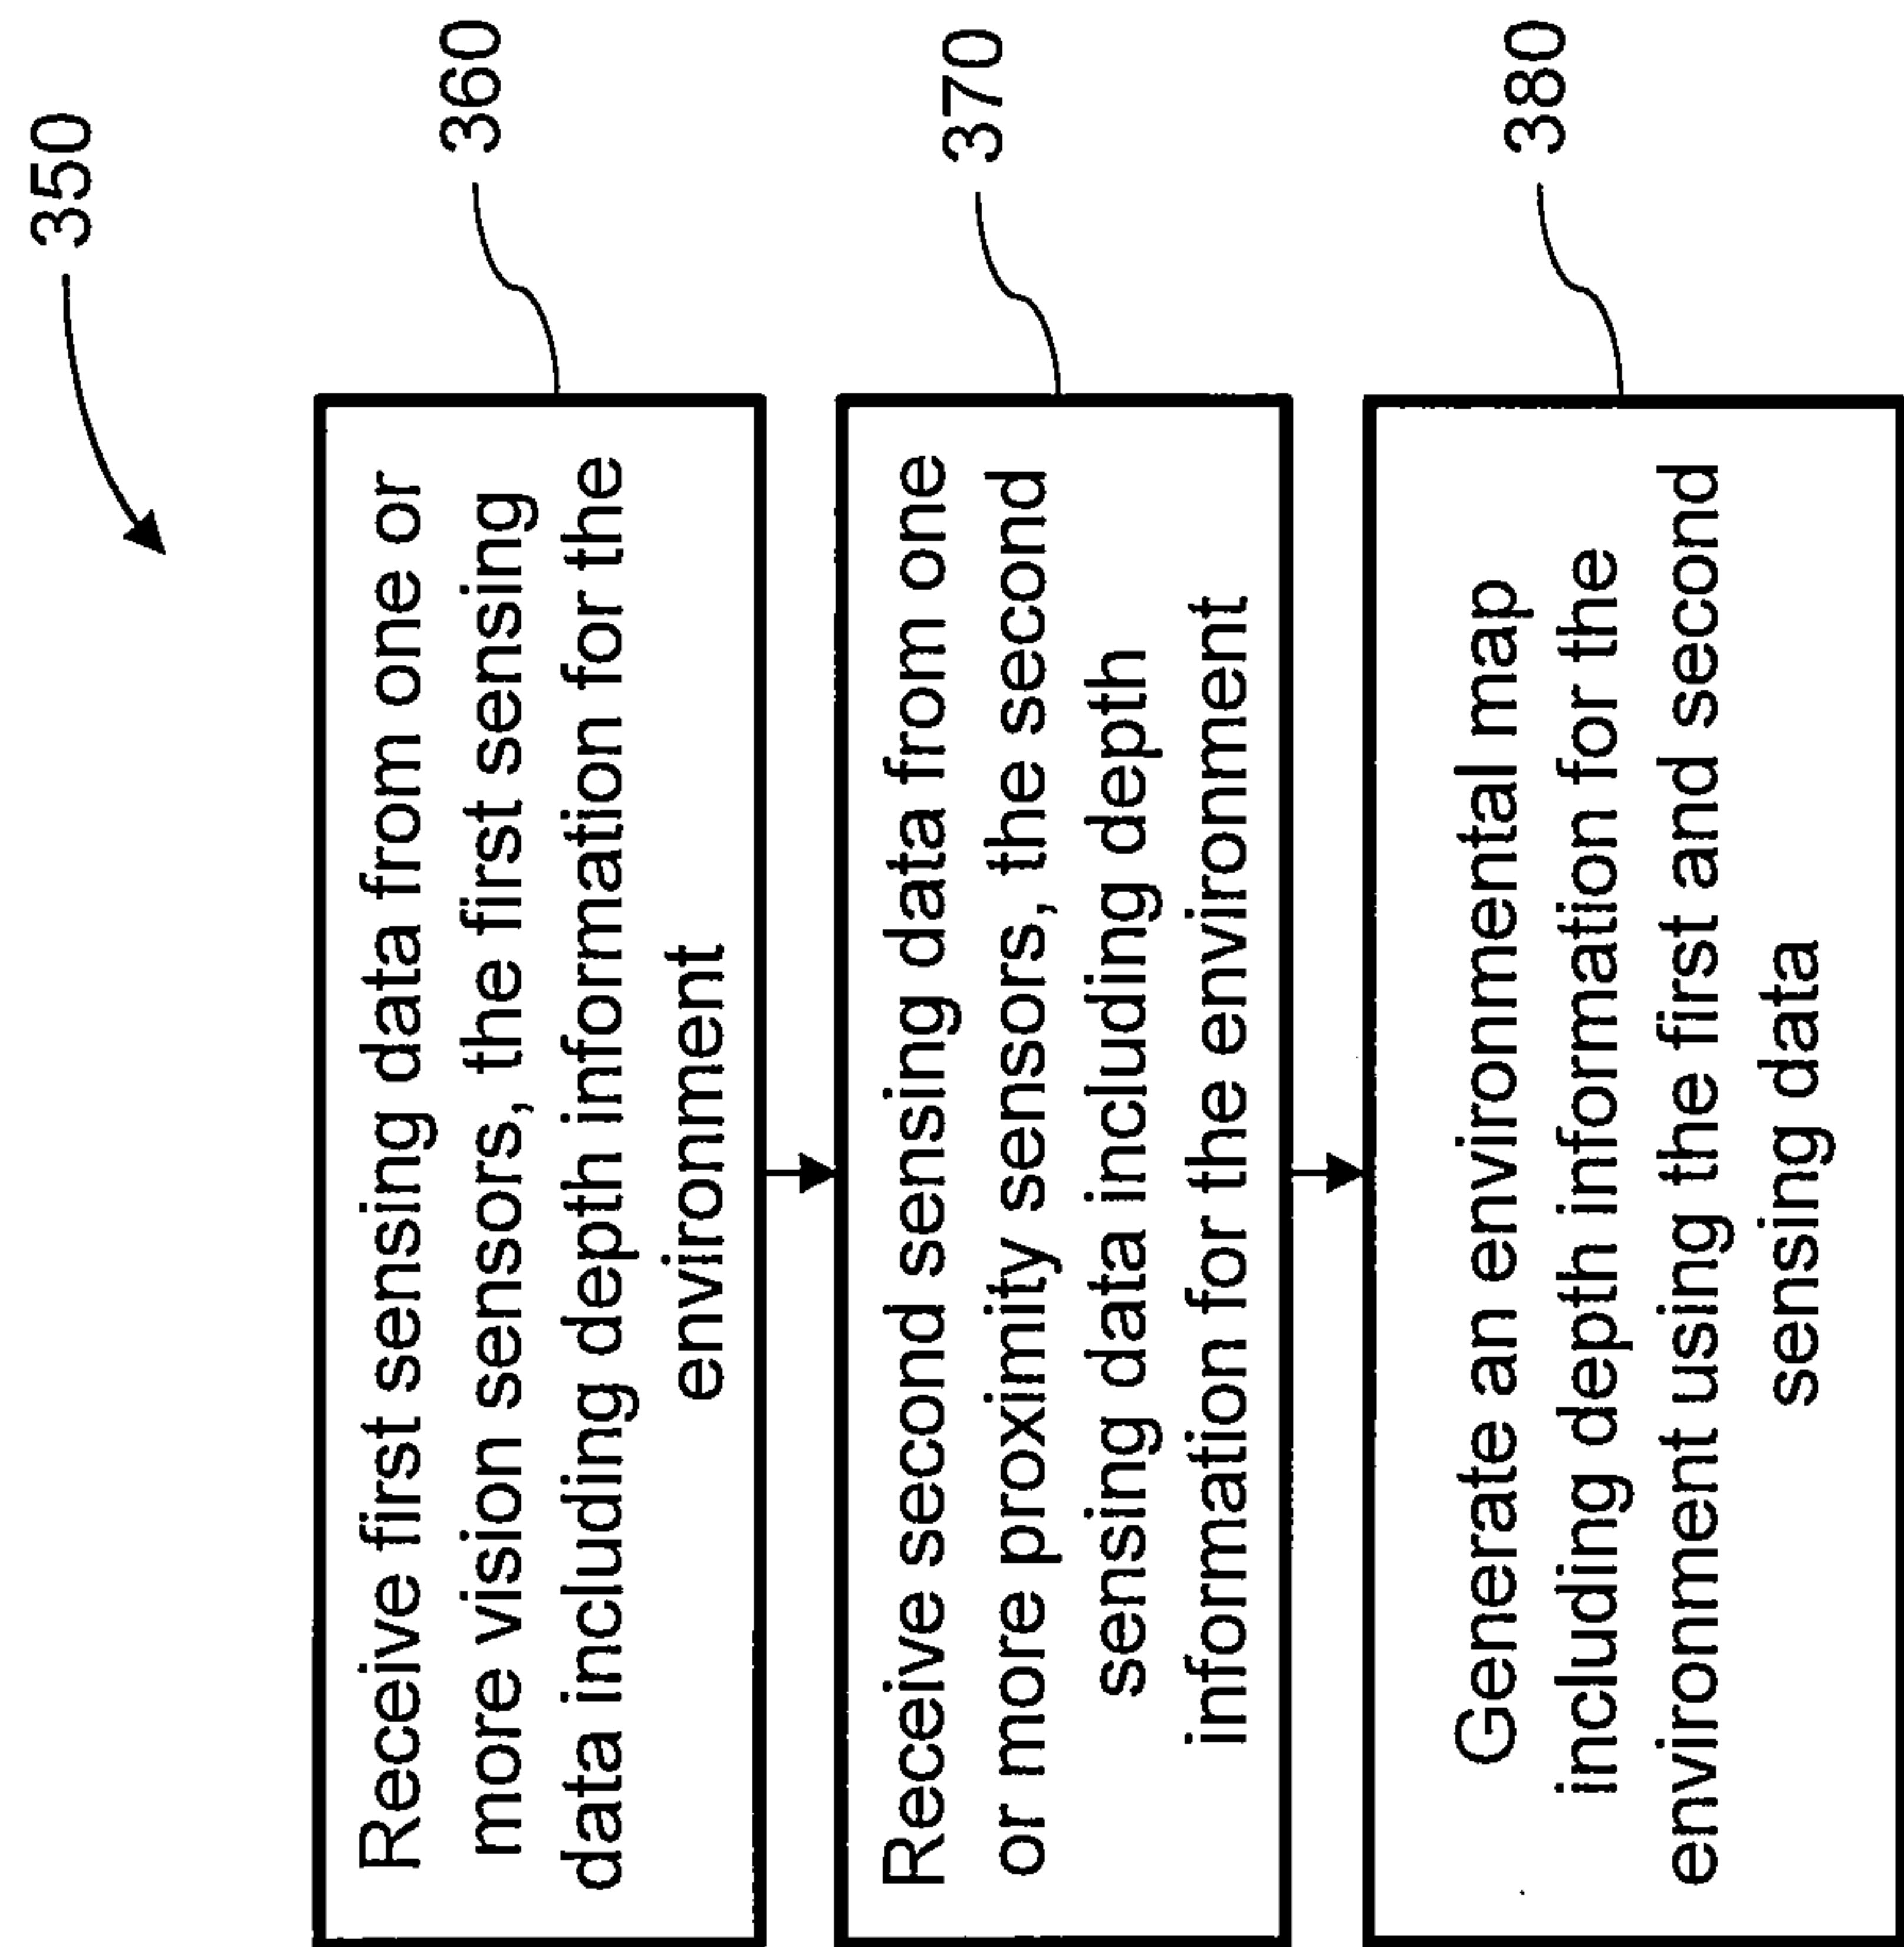 350
Receive first sensing data from one or
more vision sensors, the first sensing
data including depth information for the
environment
360
Receive second sensing data from one
or more proximity sensors, the second
sensing data including depth
information for the environment
370
Generate an environmental map
including depth information for the
environment using the first and second
sensing data
380